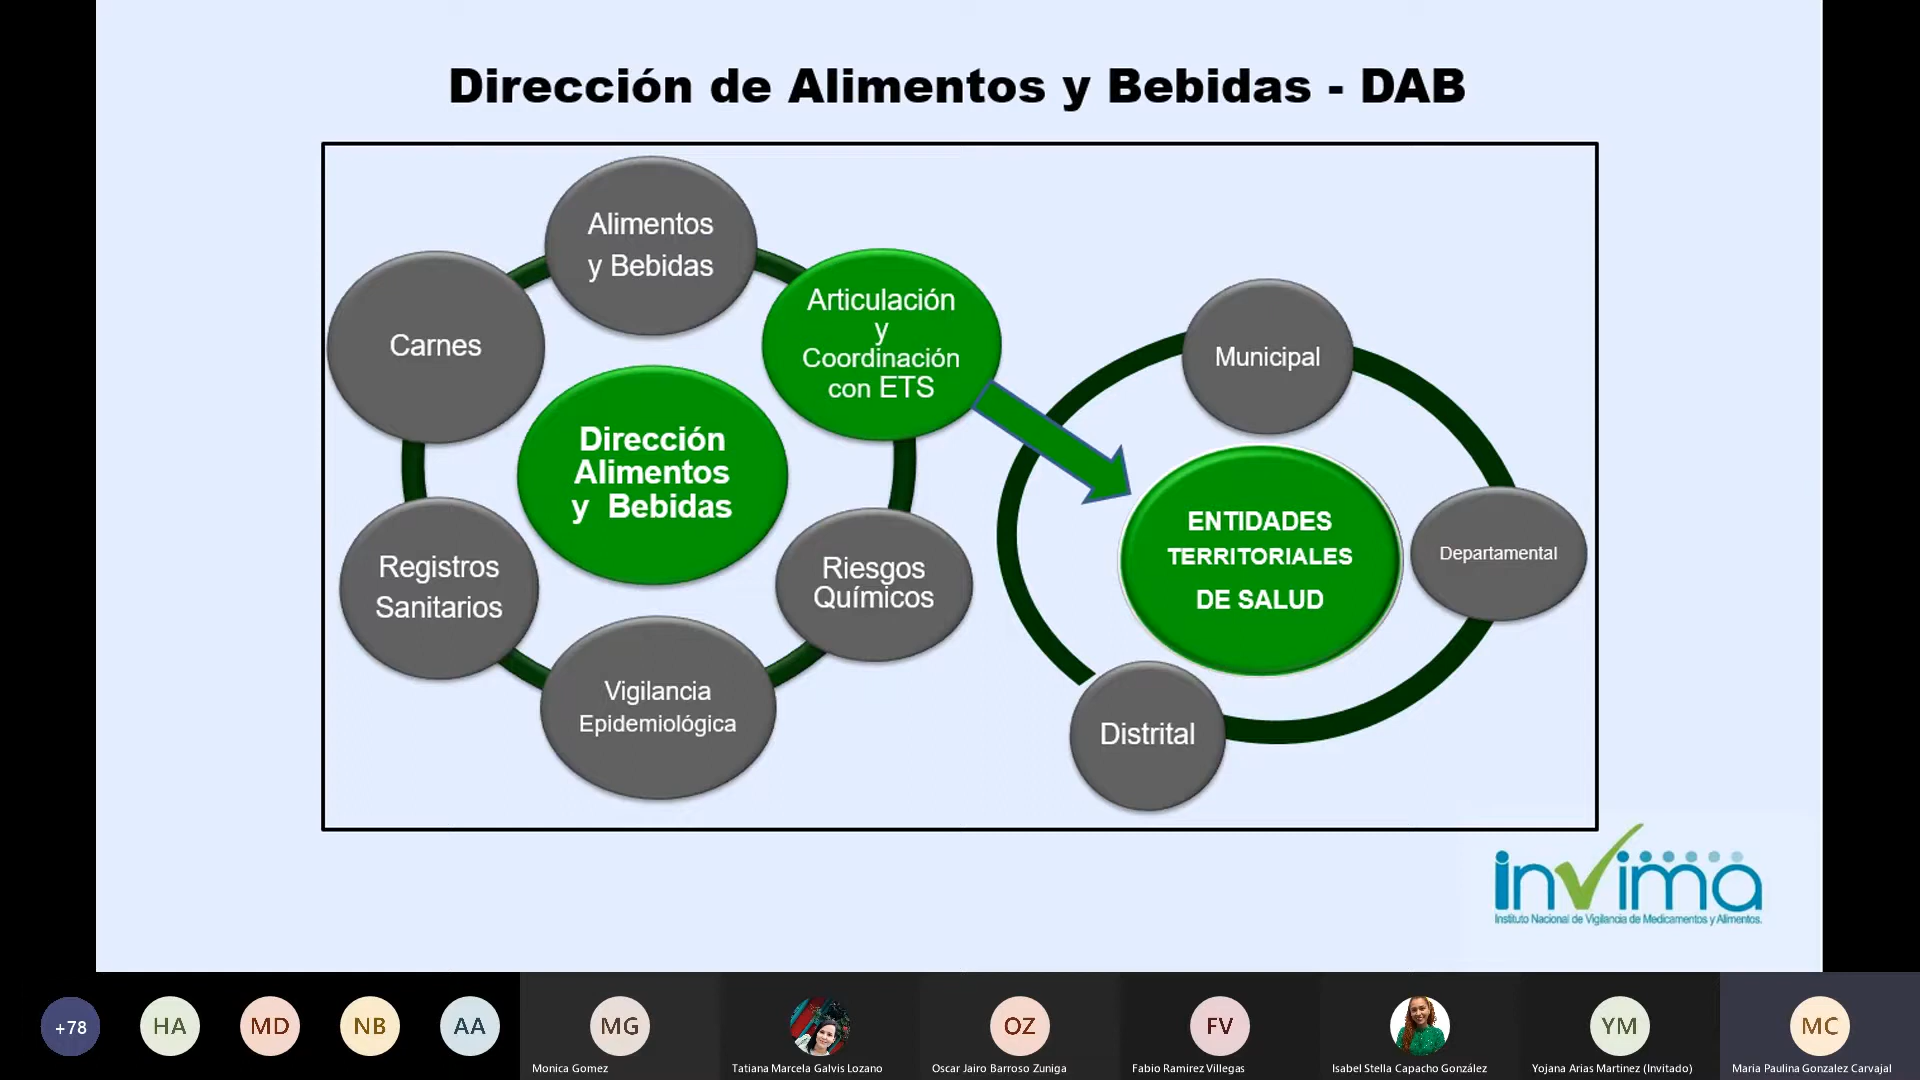 Dirección de Alimentos y Bebidas - DAB
Alimentos
y Bebidas
Carnes
Articulación
y
Coordinación
con ETS
Dirección
Alimentos
y Bebidas
Registros
Sanitarios
Riesgos
Químicos
Vigilancia
Epidemiológica
Municipal
ENTIDADES
TERRITORIALES
DE SALUD
Departamental
Distrital
invima
Instituto Nacional de Vigilancia de Medicamentos y Alimentos.
+78
HA
MD
NB
AA
MG
OZ
FV
YM
MC
Monica Gomez
Tatiana Marcela Galvis Lozano
Oscar Jairo Barroso Zuniga
Fabio Ramirez Villegas
Isabel Stella Capacho González
Yojana Arias Martinez (Invitado)
Maria Paulina Gonzalez Carvajal